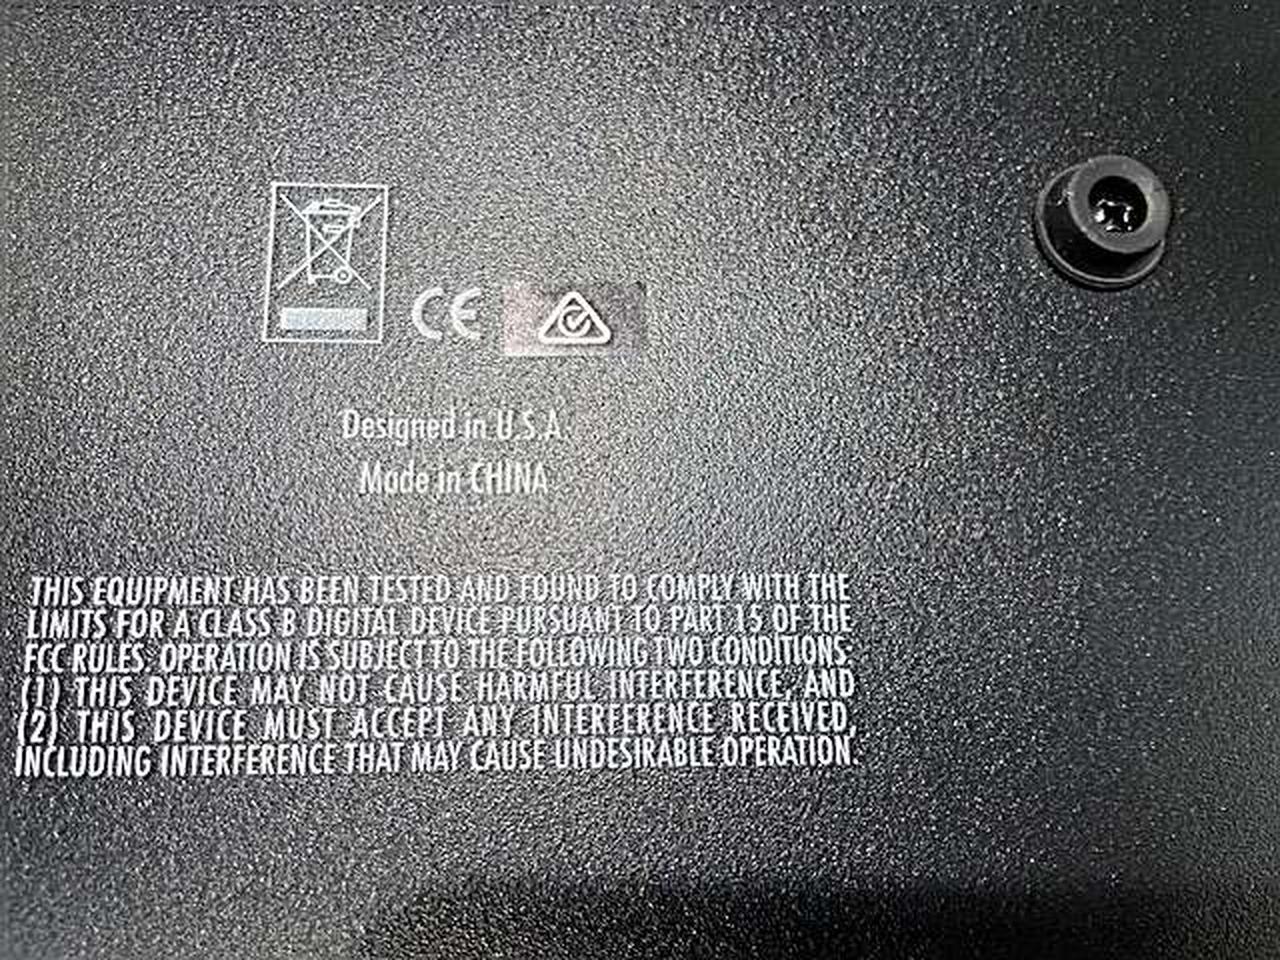 CE
Designed in U.S.A.
Made in CHINA
THIS EQUIPMENT HAS BEEN TESTED AND FOUND TO COMPLY WITH THE
LIMITS FOR A CLASS B DIGITAL DEVICE PURSUANT TO PART 15 OF THE
FCC RULES. OPERATION IS SUBJECT TO THE FOLLOWING TWO CONDITIONS.
(1) THIS DEVICE MAY NOT CAUSE HARMFUL INTERFERENCE, AND
(2) THIS DEVICE MUST ACCEPT ANY INTERFERENCE RECEIVED,
INCLUDING INTERFERENCE THAT MAY CAUSE UNDESIRABLE OPERATION.